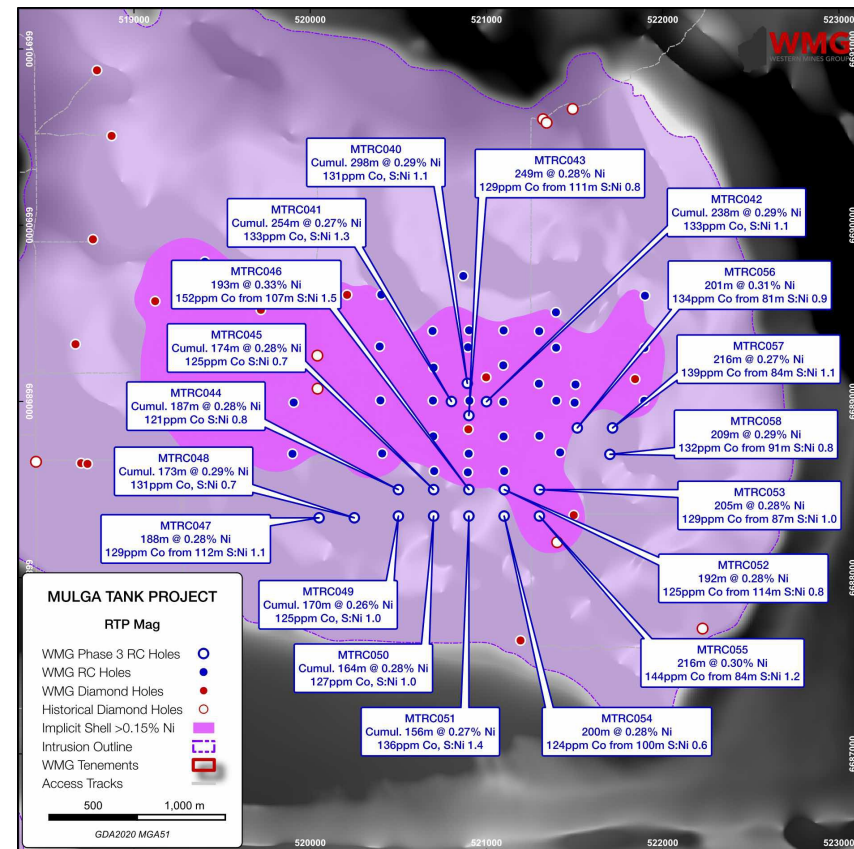 519000
520000
521000
522000
523000
6691000
WMG
WESTERN MINES GROUP
MTRC040
Cumul. 298m @ 0.29% Ni
131ppm Co, S:Ni 1.1
MTRC043
249m @ 0.28% Ni
129ppm Co from 111m S:Ni 0.8
MTRC041
Cumul. 254m @ 0.27% Ni
133ppm Co, S:Ni 1.3
MTRC042
Cumul. 238m @ 0.29% Ni
133ppm Co, S:Ni 1.1
6690000
6690000
MTRC046
193m @ 0.33% Ni
152ppm Co from 107m S:Ni 1.5
MTRC056
201m @ 0.31% Ni
134ppm Co from 81m S:Ni 0.9
MTRC045
Cumul. 174m @ 0.28% Ni
125ppm Co S:Ni 0.7
MTRC057
216m @ 0.27% Ni
139ppm Co from 84m S:Ni 1.1
MTRC044
Cumul. 187m @ 0.28% Ni
121ppm Co S:Ni 0.8
6689000
6689000
MTRC058
209m @ 0.29% Ni
132ppm Co from 91m S:Ni 0.8
MTRC048
Cumul. 173m @ 0.29% Ni
131ppm Co, S:Ni 0.7
MTRC053
205m @ 0.28% Ni
129ppm Co from 87m S:Ni 1.0
MTRC047
188m @ 0.28% Ni
129ppm Co from 112m S:Ni 1.1
MTRC052
192m @ 0.28% Ni
125ppm Co from 114m S:Ni 0.8
6688000
MTRC049
Cumul. 170m @ 0.26% Ni
125ppm Co, S:Ni 1.0
MTRC050
Cumul. 164m @ 0.28% Ni
127ppm Co, S:Ni 1.0
MTRC055
216m @ 0.30% Ni
144ppm Co from 84m S:Ni 1.2
MTRC051
Cumul. 156m @ 0.27% Ni
136ppm Co, S:Ni 1.4
MTRC054
200m @ 0.28% Ni
124ppm Co from 100m S:Ni 0.6
6687000
MULGA TANK PROJECT
RTP Mag
WMG Phase 3 RC Holes
WMG RC Holes
WMG Diamond Holes
Historical Diamond Holes
Implicit Shell >0.15% Ni
Intrusion Outline
WMG Tenements
Access Tracks
500
1,000 m
GDA2020 MGA51
520000
521000
522000
523000